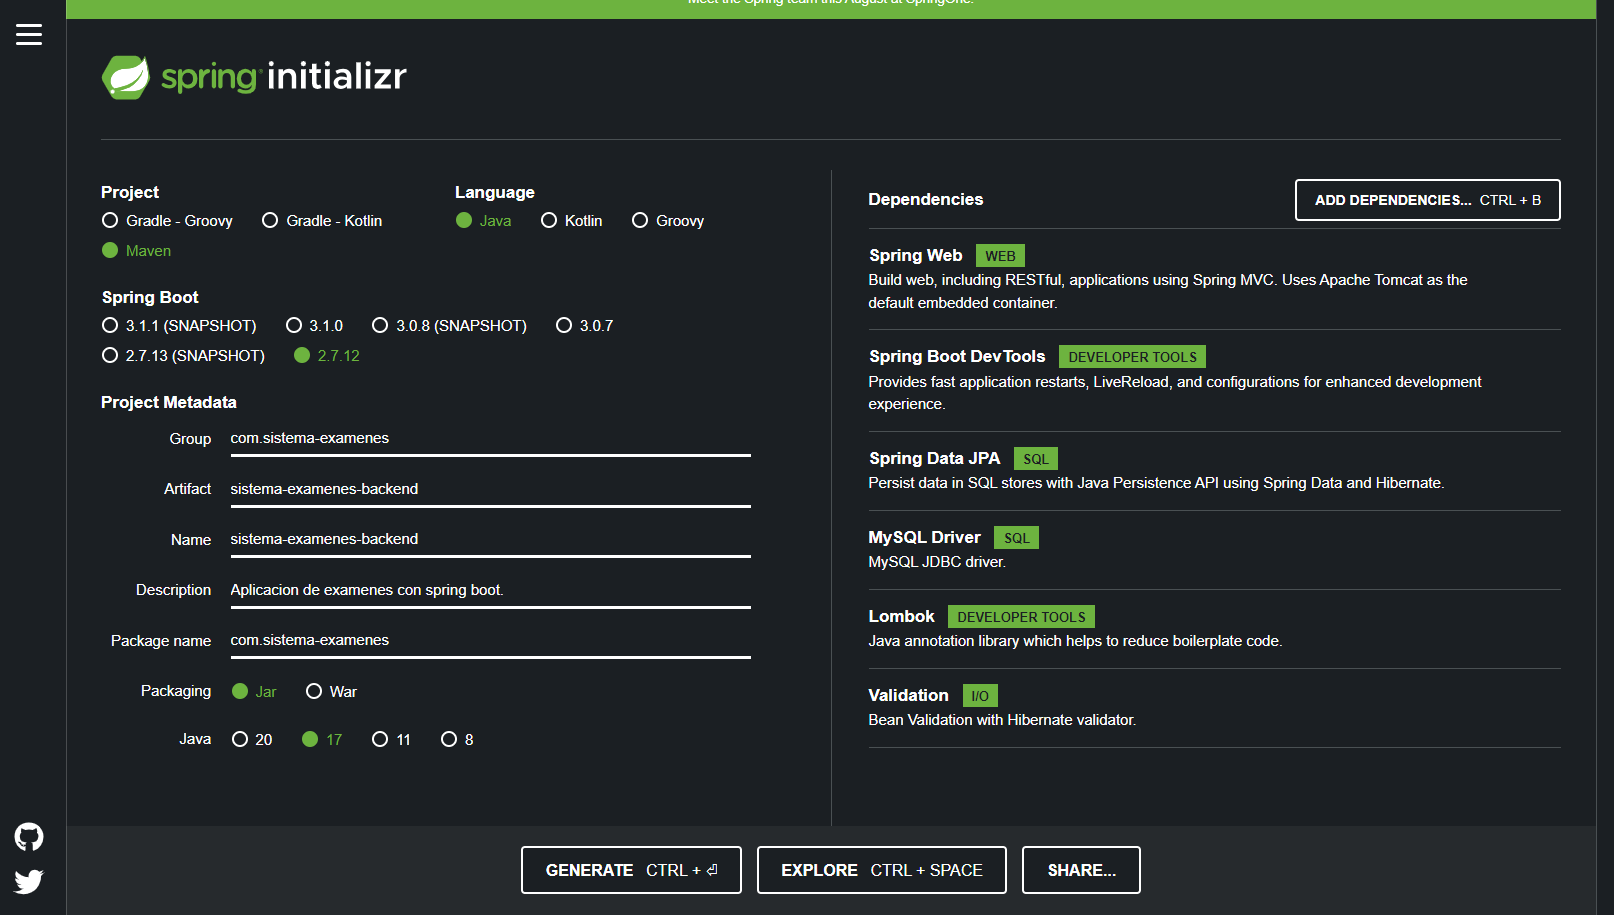 Meet the Spring team this August at SpringOne.
spring initializr
Project
Gradle - Groovy Gradle - Kotlin
Maven
Language
Java Kotlin Groovy
Spring Boot
3.1.1 (SNAPSHOT) 3.1.0 3.0.8 (SNAPSHOT) 3.0.7
2.7.13 (SNAPSHOT) 2.7.12
Project Metadata
Group com.sistema-examenes
Artifact sistema-examenes-backend
Name sistema-examenes-backend
Description Aplicacion de examenes con spring boot.
Package name com.sistema-examenes
Packaging Jar War
Java 20 17 11 8
Dependencies ADD DEPENDENCIES... CTRL + B
Spring Web WEB
Build web, including RESTful, applications using Spring MVC. Uses Apache Tomcat as the
default embedded container.
Spring Boot DevTools DEVELOPER TOOLS
Provides fast application restarts, LiveReload, and configurations for enhanced development
experience.
Spring Data JPA SQL
Persist data in SQL stores with Java Persistence API using Spring Data and Hibernate.
MySQL Driver SQL
MySQL JDBC driver.
Lombok DEVELOPER TOOLS
Java annotation library which helps to reduce boilerplate code.
Validation I/O
Bean Validation with Hibernate validator.
GENERATE CTRL + ⏎ EXPLORE CTRL + SPACE SHARE...